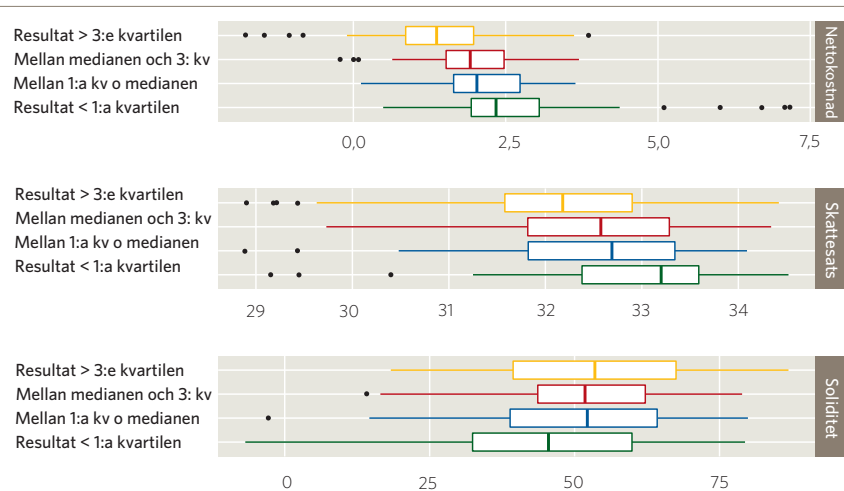 Resultat > 3:e kvartilen
Mellan medianen och 3: kv
Mellan 1:a kv o medianen
Resultat < 1:a kvartilen
Nettokostnad
0,0 2,5 5,0 7,5
Resultat > 3:e kvartilen
Mellan medianen och 3: kv
Mellan 1:a kv o medianen
Resultat < 1:a kvartilen
Skattesats
29 30 31 32 33 34
Resultat > 3:e kvartilen
Mellan medianen och 3: kv
Mellan 1:a kv o medianen
Resultat < 1:a kvartilen
Soliditet
0 25 50 75